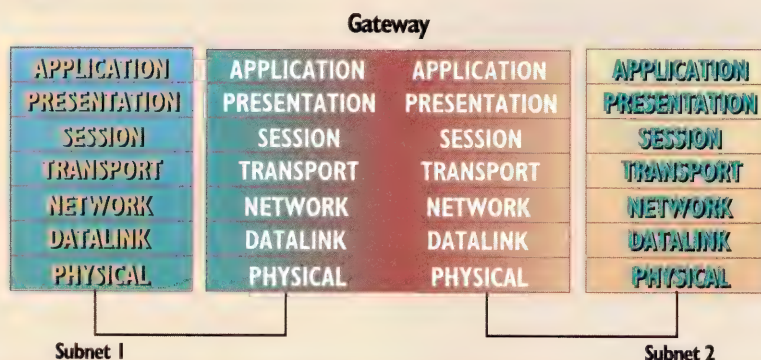 Gateway
APPLICATION
PRESENTATION
SESSION
TRANSPORT
NETWORK
DATALINK
PHYSICAL
APPLICATION
PRESENTATION
SESSION
TRANSPORT
NETWORK
DATALINK
PHYSICAL
APPLICATION
PRESENTATION
SESSION
TRANSPORT
NETWORK
DATALINK
PHYSICAL
APPLICATION
PRESENTATION
SESSION
TRANSPORT
NETWORK
DATALINK
PHYSICAL
Subnet 1
Subnet 2